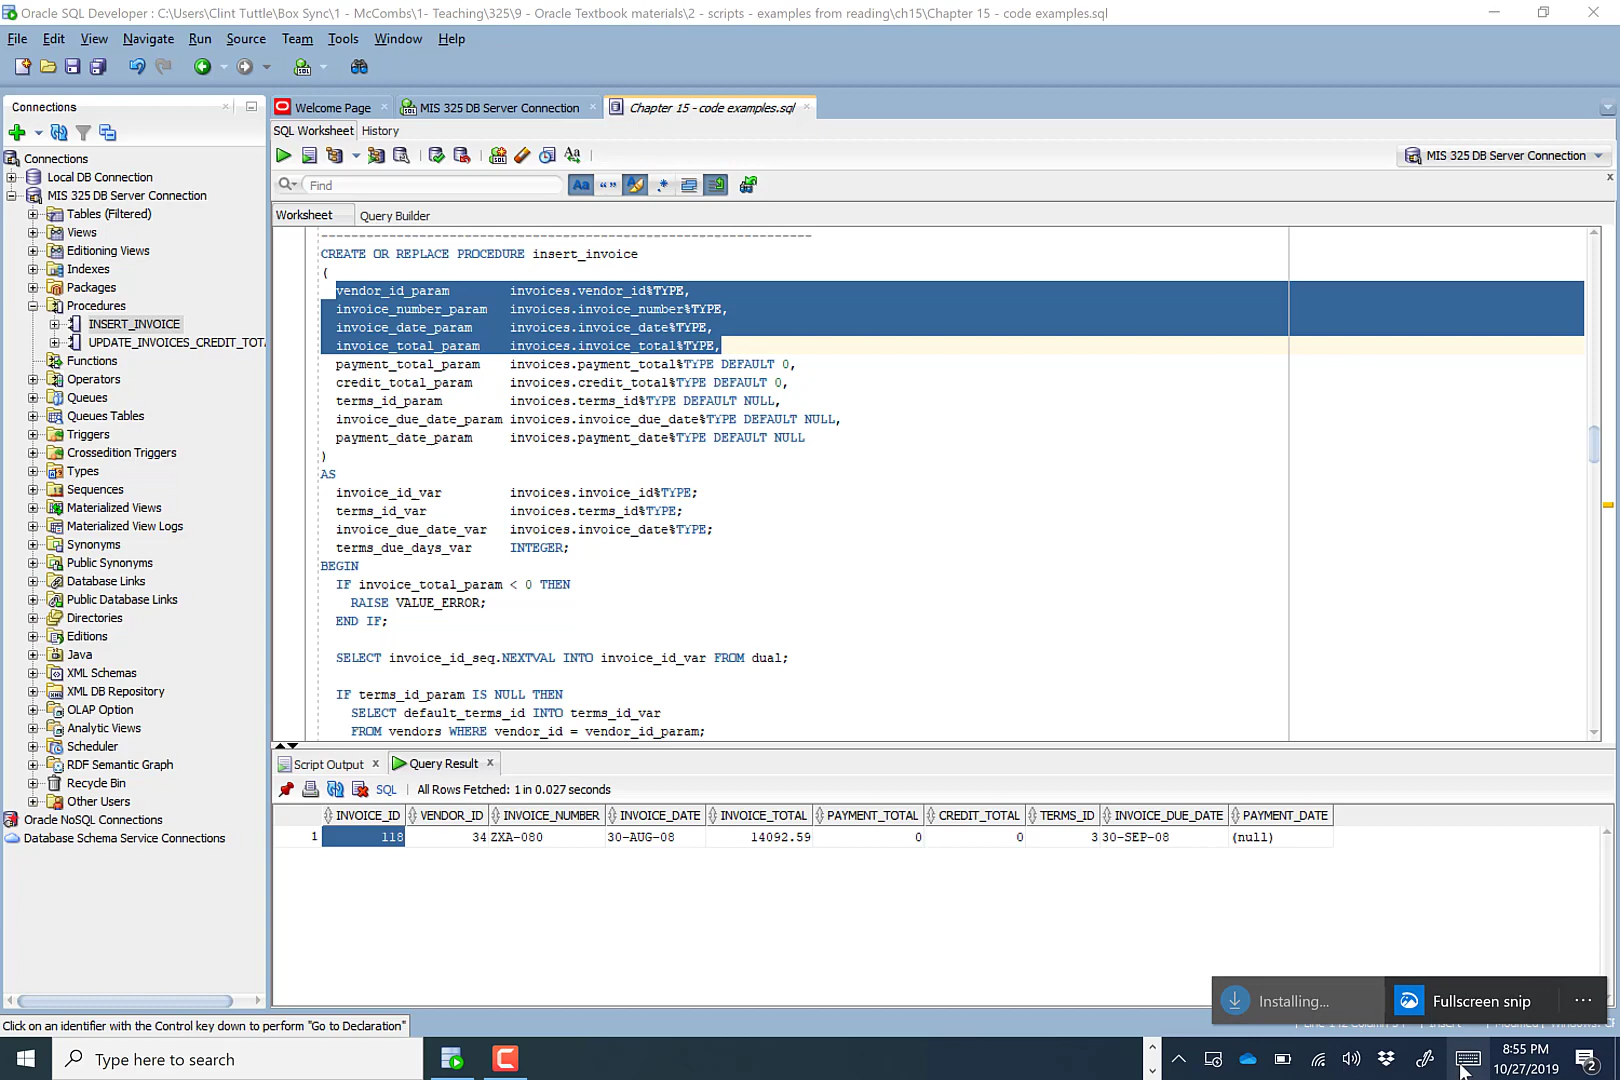 Oracle SQL Developer : C:\Users\Clint Tuttle\Box Sync\1 - McCombs\1- Teaching\325\9 - Oracle Textbook materials\2 - scripts - examples from reading\ch15\Chapter 15 - code examples.sql
File Edit View Navigate Run Source Team Tools Window Help
Connections
Welcome Page
MIS 325 DB Server Connection
Chapter 15 - code examples.sql
SQL Worksheet History
MIS 325 DB Server Connection
Find
Worksheet Query Builder
Connections
Local DB Connection
MIS 325 DB Server Connection
Tables (Filtered)
Views
Editioning Views
Indexes
Packages
Procedures
INSERT_INVOICE
UPDATE_INVOICES_CREDIT_TOT
Functions
Operators
Queues
Queues Tables
Triggers
Crossedition Triggers
Types
Sequences
Materialized Views
Materialized View Logs
Synonyms
Public Synonyms
Database Links
Public Database Links
Directories
Editions
Java
XML Schemas
XML DB Repository
OLAP Option
Analytic Views
Scheduler
RDF Semantic Graph
Recycle Bin
Other Users
Oracle NoSQL Connections
Database Schema Service Connections
-----------------------------------------------------------------
CREATE OR REPLACE PROCEDURE insert_invoice
(
vendor_id_param invoices.vendor_id%TYPE,
invoice_number_param invoices.invoice_number%TYPE,
invoice_date_param invoices.invoice_date%TYPE,
invoice_total_param invoices.invoice_total%TYPE,
payment_total_param invoices.payment_total%TYPE DEFAULT 0,
credit_total_param invoices.credit_total%TYPE DEFAULT 0,
terms_id_param invoices.terms_id%TYPE DEFAULT NULL,
invoice_due_date_param invoices.invoice_due_date%TYPE DEFAULT NULL,
payment_date_param invoices.payment_date%TYPE DEFAULT NULL
)
AS
invoice_id_var invoices.invoice_id%TYPE;
terms_id_var invoices.terms_id%TYPE;
invoice_due_date_var invoices.invoice_date%TYPE;
terms_due_days_var INTEGER;
BEGIN
IF invoice_total_param < 0 THEN
RAISE VALUE_ERROR;
END IF;
SELECT invoice_id_seq.NEXTVAL INTO invoice_id_var FROM dual;
IF terms_id_param IS NULL THEN
SELECT default_terms_id INTO terms_id_var
FROM vendors WHERE vendor_id = vendor_id_param;
Script Output Query Result
SQL All Rows Fetched: 1 in 0.027 seconds
INVOICE_ID VENDOR_ID INVOICE_NUMBER INVOICE_DATE INVOICE_TOTAL PAYMENT_TOTAL CREDIT_TOTAL TERMS_ID INVOICE_DUE_DATE PAYMENT_DATE
1 118 34 ZXA-080 30-AUG-08 14092.59 0 0 3 30-SEP-08 (null)
Installing... Fullscreen snip
Click on an identifier with the Control key down to perform "Go to Declaration"
Type here to search
8:55 PM
10/27/2019
2